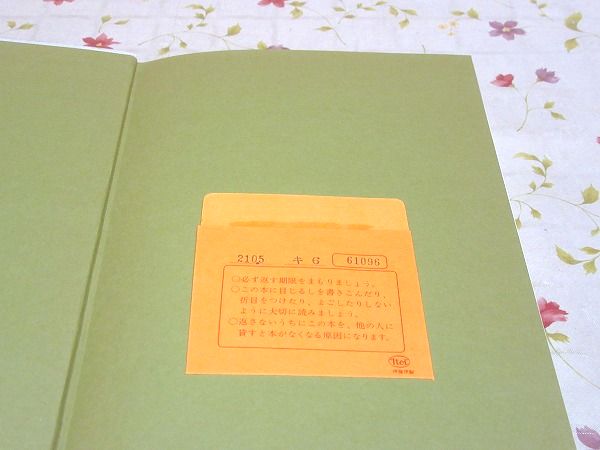 2105 キG 61096
○必ず返す期限をまもりましょう。
○この本に目じるしを書きこんだり、
折目をつけたり、よごしたりしない
ように大切に読みましょう。
○返さないうちにこの本を、他の人に
貸すと本がなくなる原因になります。